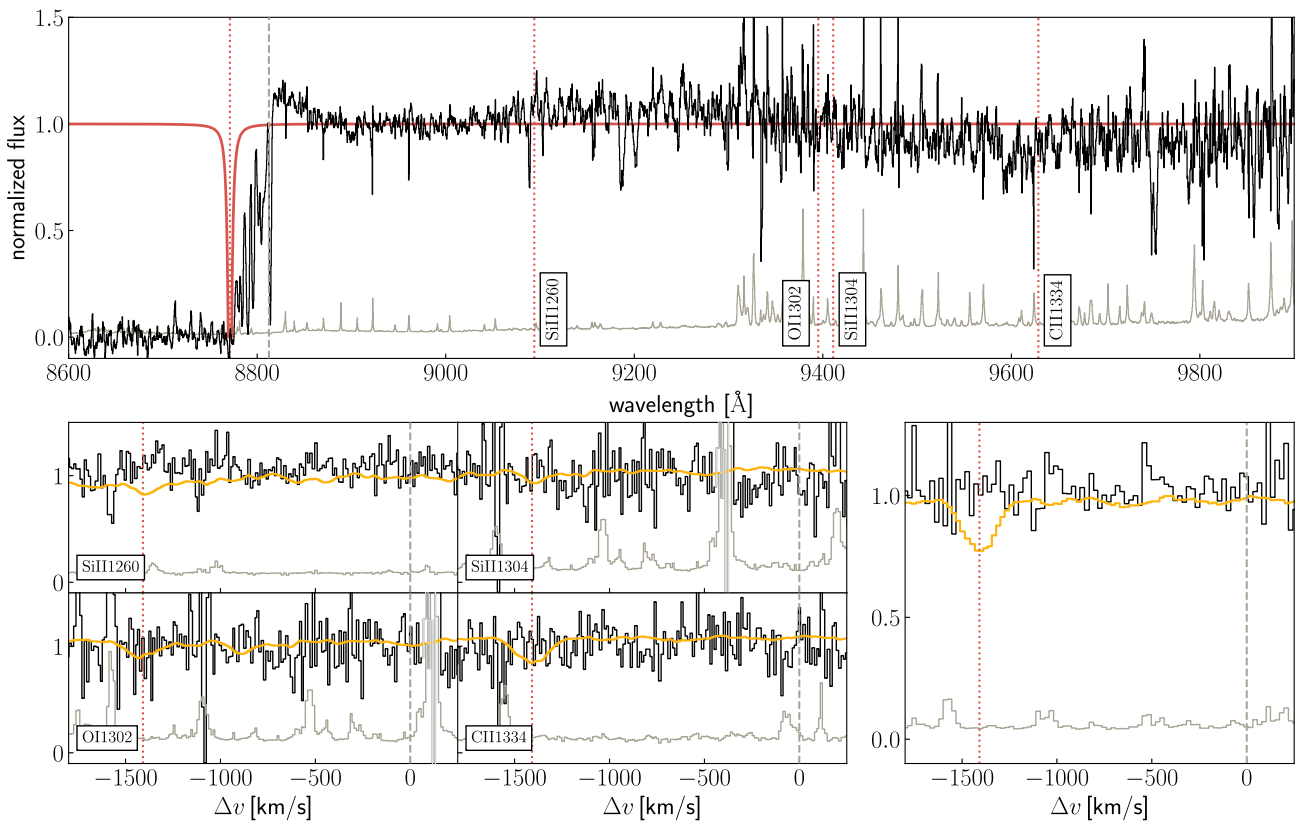 1.5
1.0
0.5
0.0
normalized flux
SiII1260
OI1302
SiII1304
CII1334
8600 8800 9000 9200 9400 9600 9800
wavelength [Å]
1
0
SiII1260
SiII1304
1
0
OI1302
CII1334
−1500 −1000 −500 0
−1500 −1000 −500 0
Δv [km/s]
Δv [km/s]
1.0
0.5
0.0
−1500 −1000 −500 0
Δv [km/s]